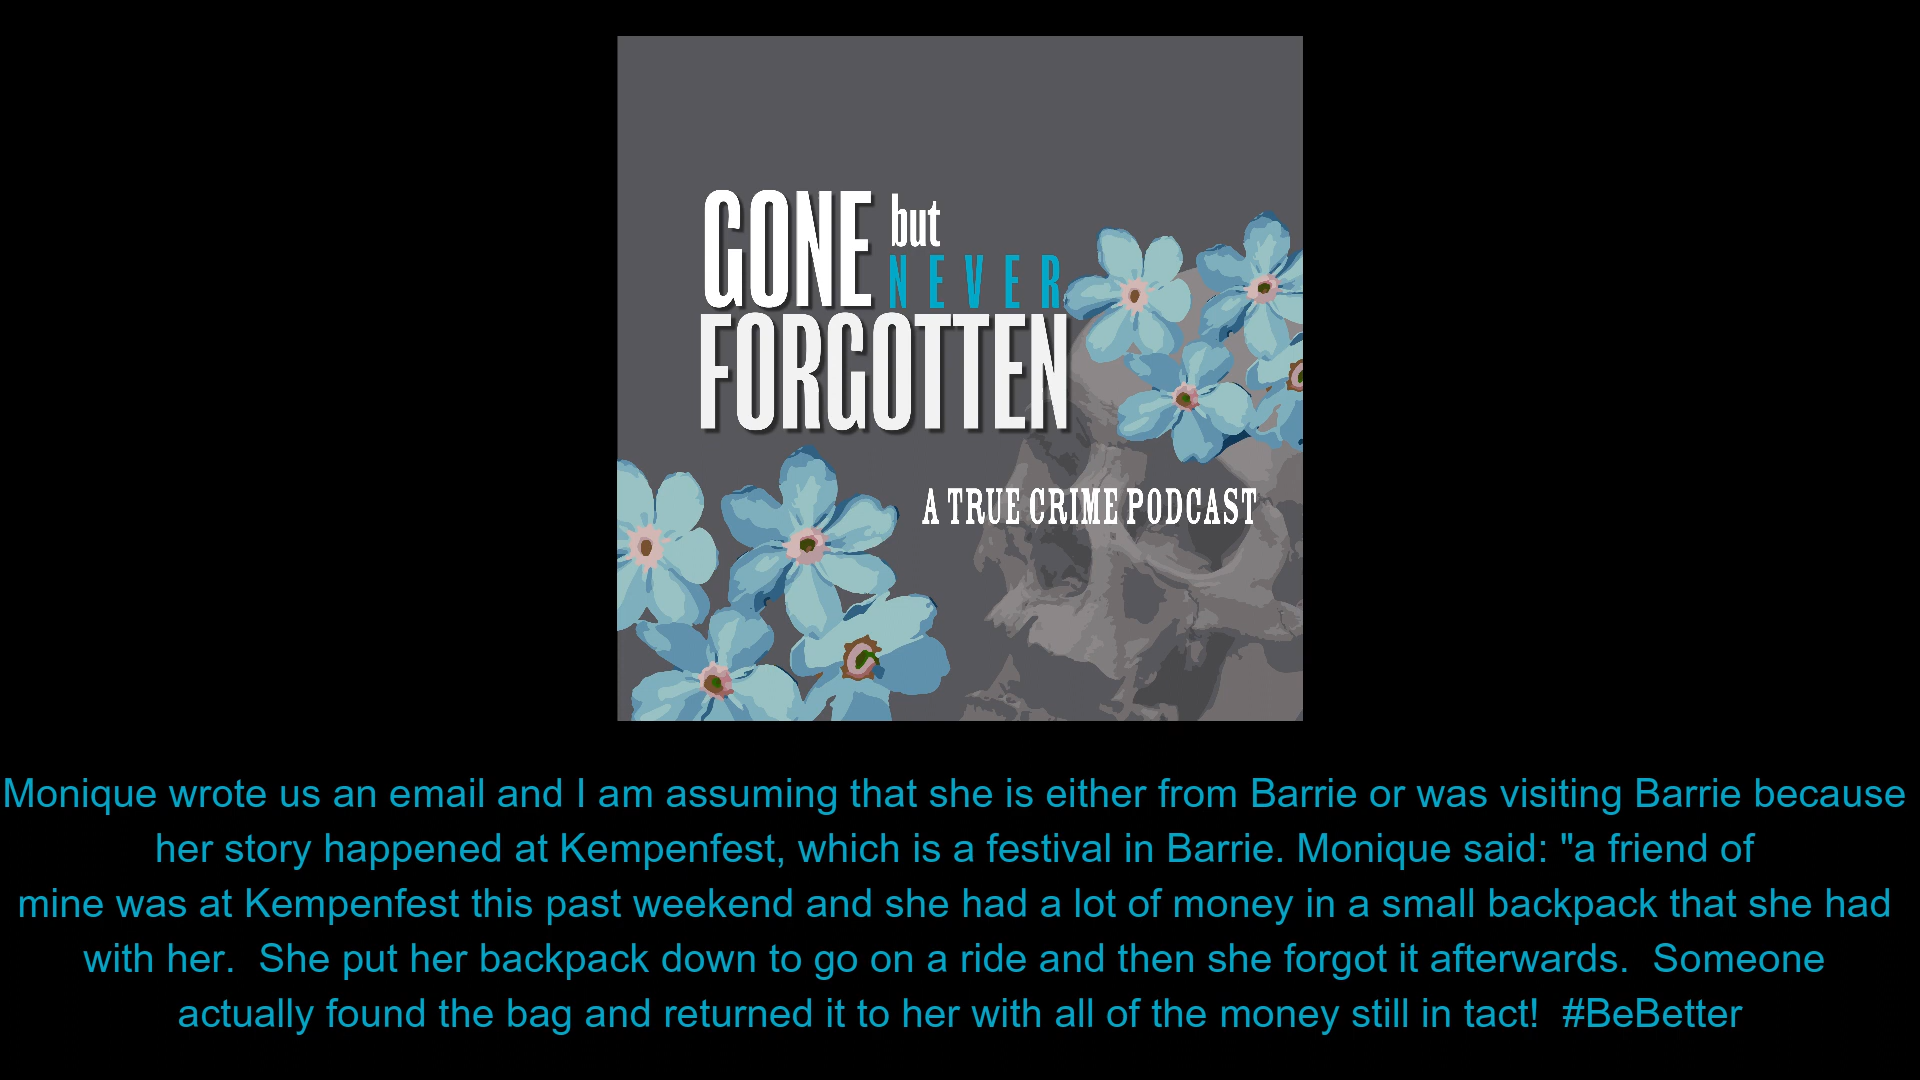 GONE but
NEVER
FORGOTTEN
A TRUE CRIME PODCAST
Monique wrote us an email and I am assuming that she is either from Barrie or was visiting Barrie because
her story happened at Kempenfest, which is a festival in Barrie. Monique said: "a friend of
mine was at Kempenfest this past weekend and she had a lot of money in a small backpack that she had
with her.  She put her backpack down to go on a ride and then she forgot it afterwards.  Someone
actually found the bag and returned it to her with all of the money still in tact!  #BeBetter